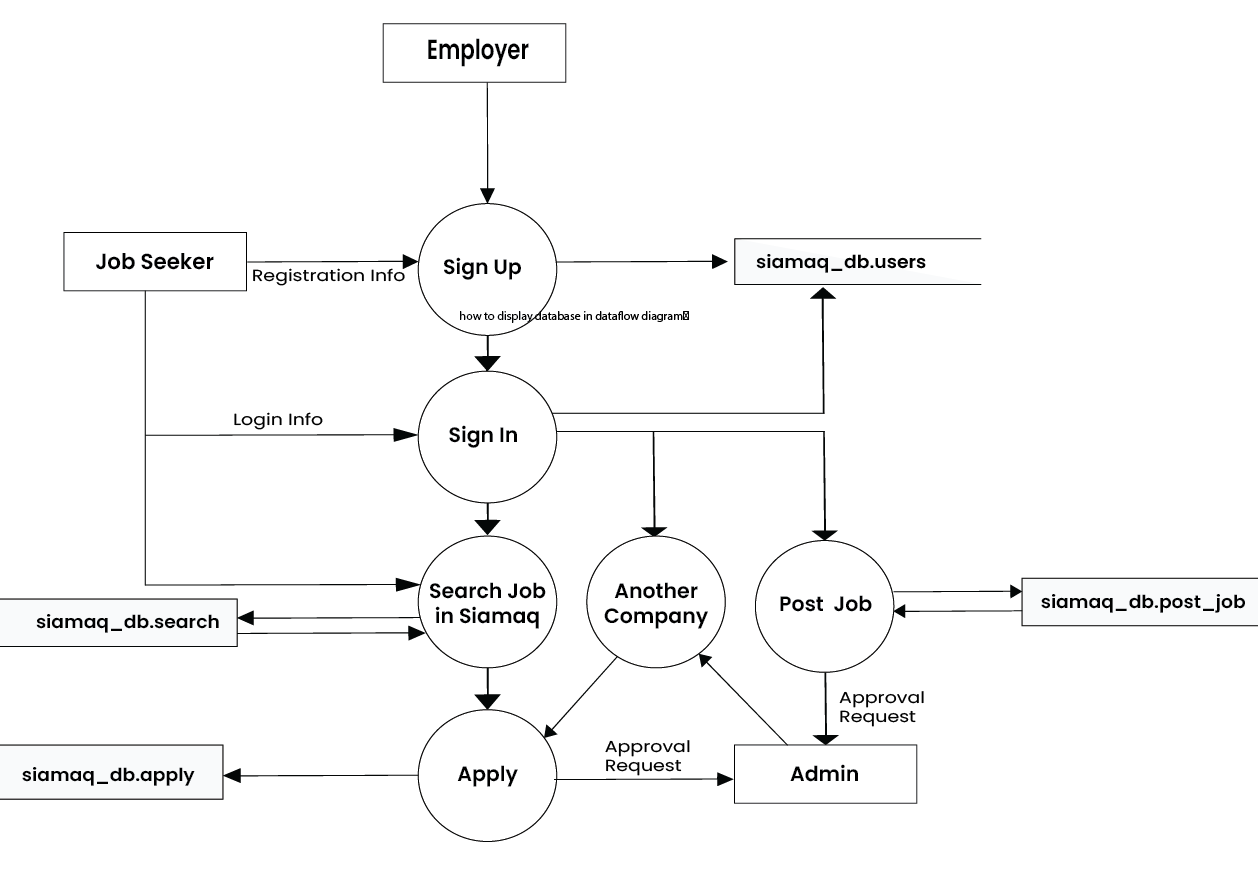 Employer
Job Seeker
Registration Info
Sign Up
siamaq_db.users
how to display database in dataflow diagram
Login Info
Sign In
Search Job
in Siamaq
Another
Company
Post Job
siamaq_db.search
siamaq_db.post_job
Approval
Request
siamaq_db.apply
Apply
Approval
Request
Admin